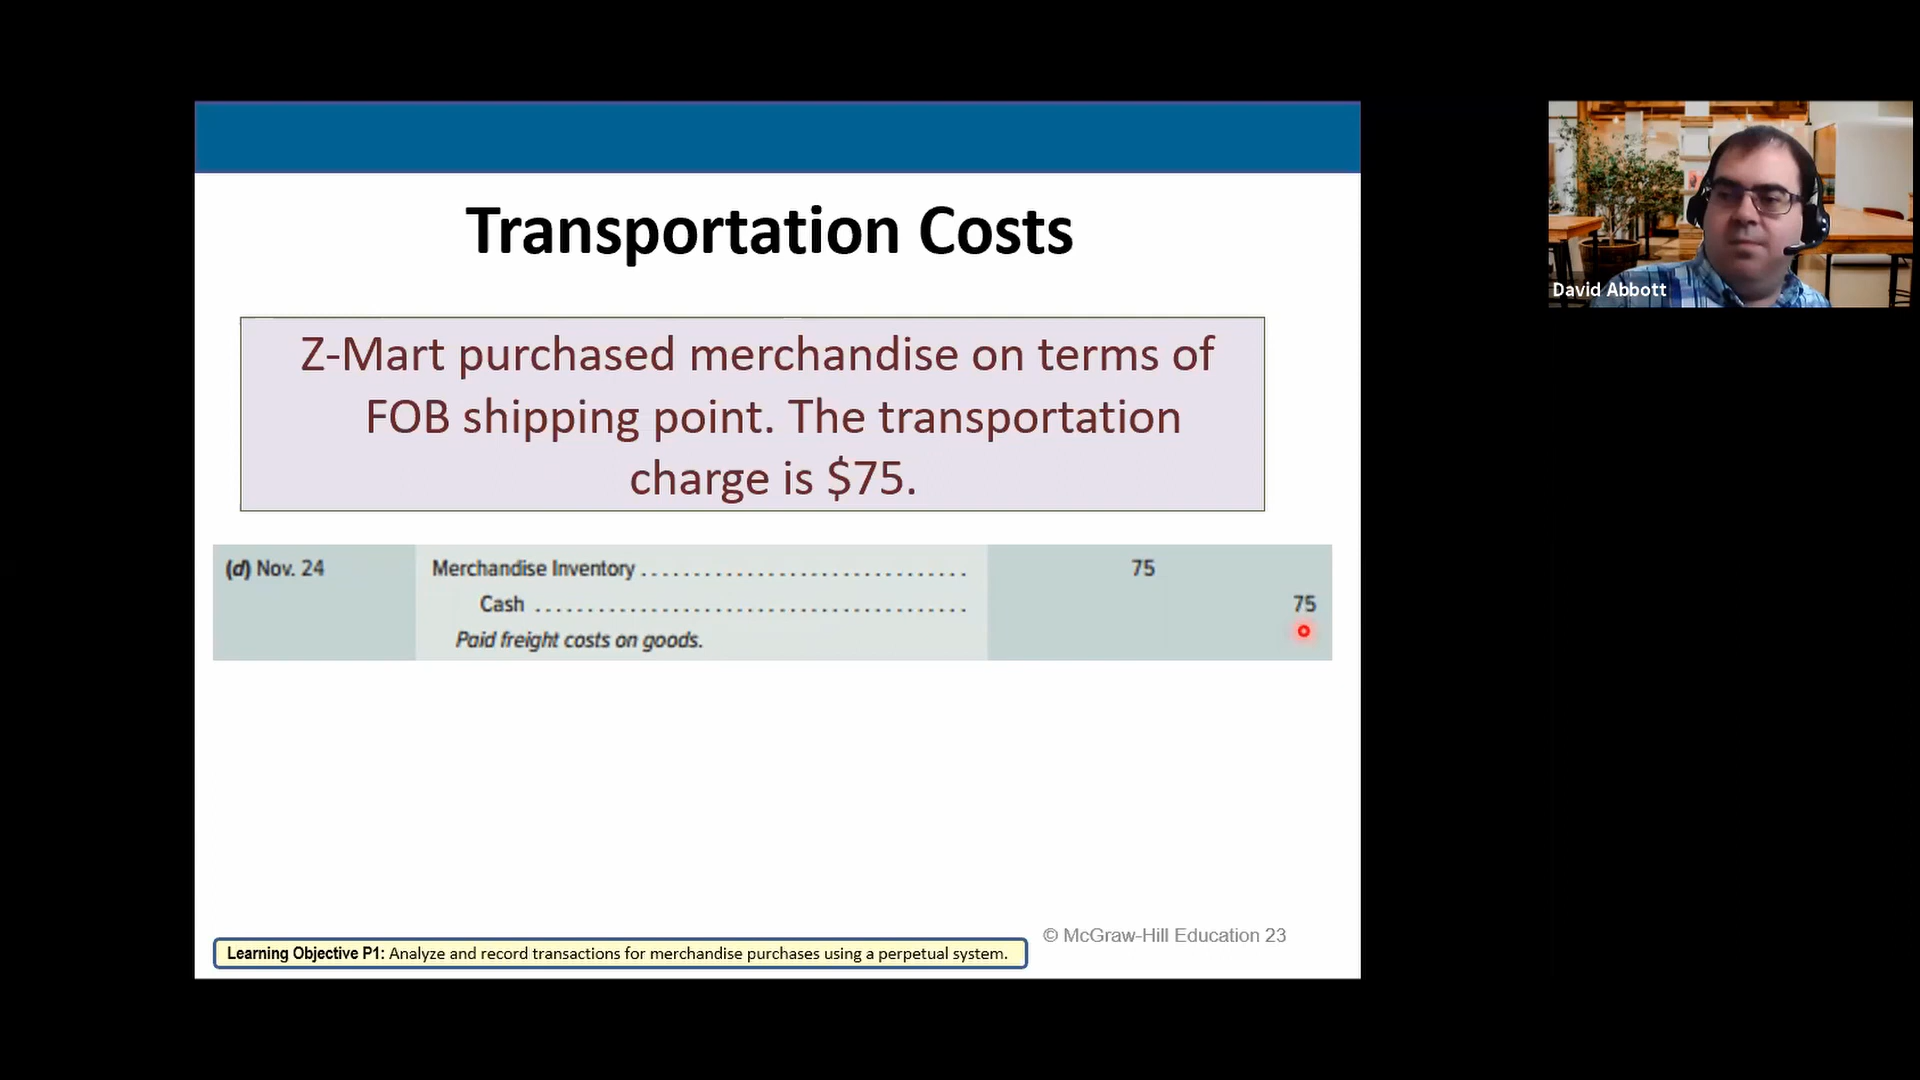 Transportation Costs
Z-Mart purchased merchandise on terms of
FOB shipping point. The transportation
charge is $75.
(d) Nov. 24 Merchandise Inventory ............................... 75
Cash ......................................... 75
Paid freight costs on goods.
Learning Objective P1: Analyze and record transactions for merchandise purchases using a perpetual system.
© McGraw-Hill Education 23
David Abbott